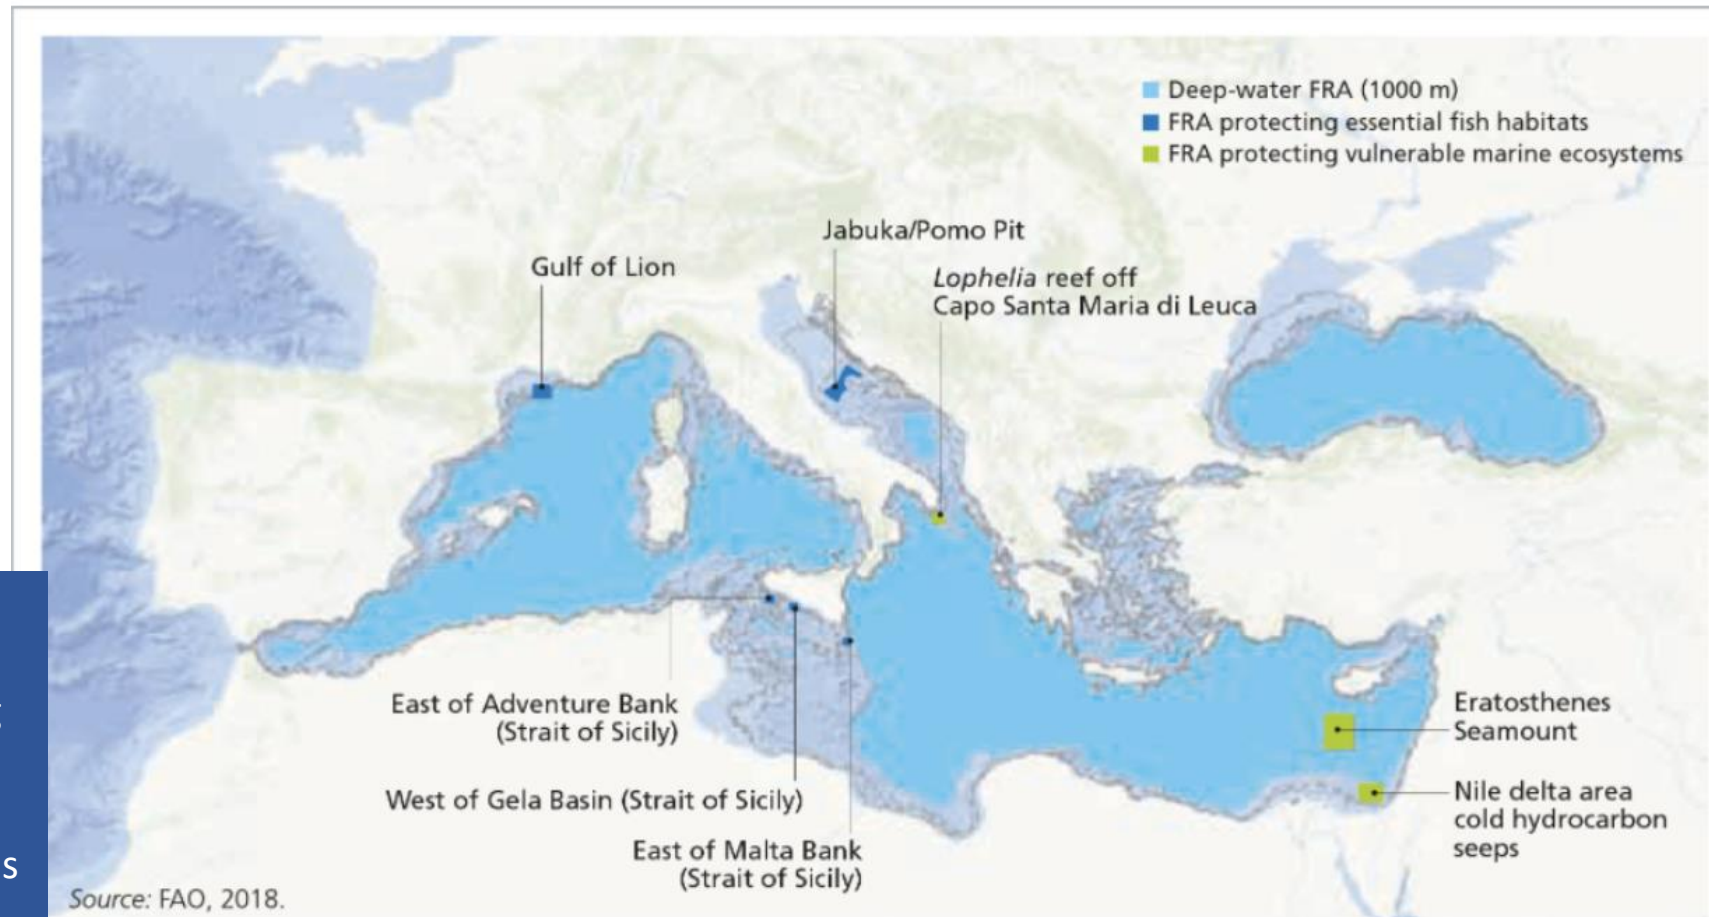 Deep-water FRA (1000 m)
FRA protecting essential fish habitats
FRA protecting vulnerable marine ecosystems
Jabuka/Pomo Pit
Gulf of Lion
Lophelia reef off
Capo Santa Maria di Leuca
East of Adventure Bank
(Strait of Sicily)
West of Gela Basin (Strait of Sicily)
East of Malta Bank
(Strait of Sicily)
Eratosthenes
Seamount
Nile delta area
cold hydrocarbon
seeps
s
Source: FAO, 2018.